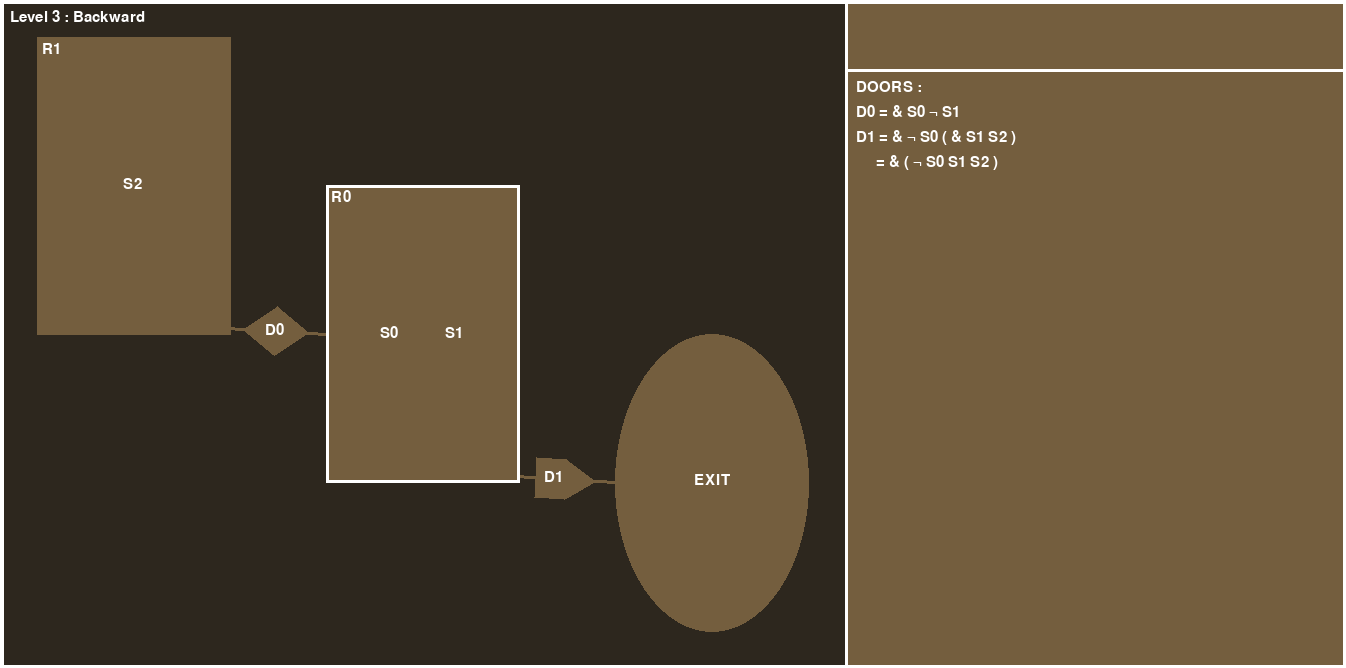 Level 3 : Backward
R1
S2
R0
D0
S0
S1
D1
EXIT
DOORS :
D0 = & S0 ¬ S1
D1 = & ¬ S0 ( & S1 S2 )
= & ( ¬ S0 S1 S2 )